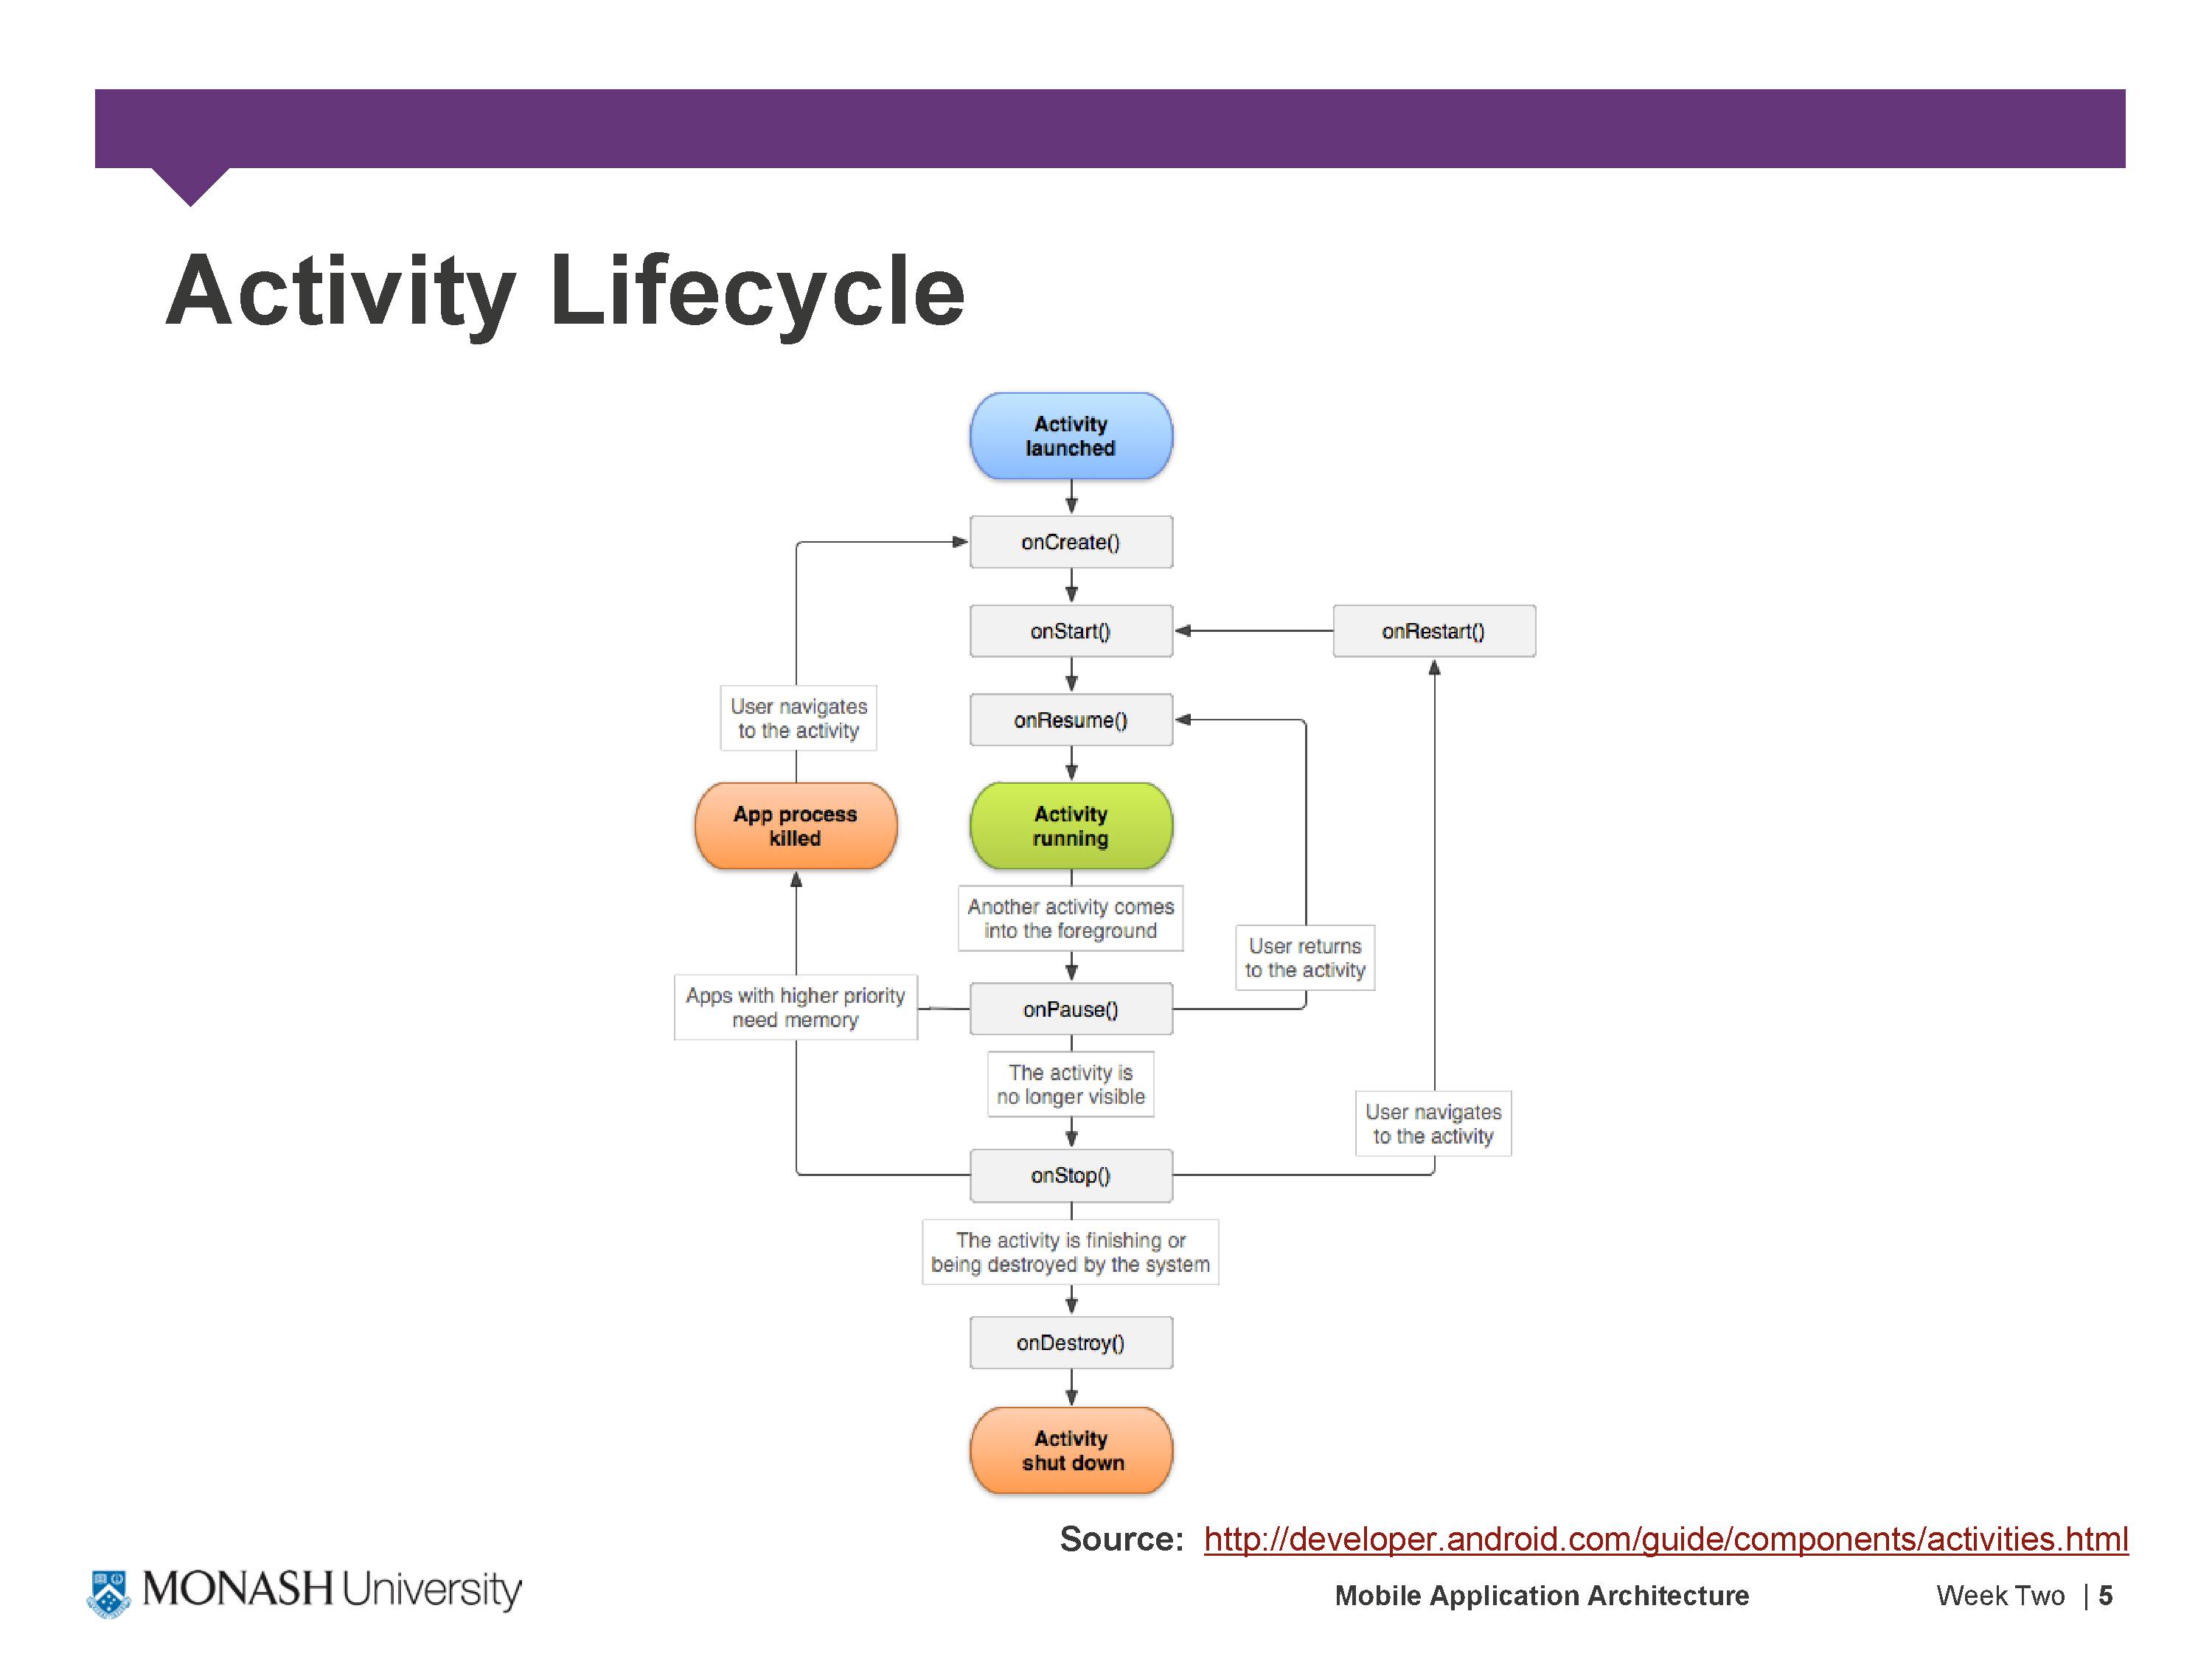 Activity Lifecycle
Activity
launched
onCreate()
onStart()
onRestart()
User navigates
to the activity
onResume()
App process
killed
Activity
running
Another activity comes
into the foreground
User returns
to the activity
Apps with higher priority
need memory
onPause()
The activity is
no longer visible
User navigates
to the activity
onStop()
The activity is finishing or
being destroyed by the system
onDestroy()
Activity
shut down
Source: http://developer.android.com/guide/components/activities.html
MONASH University
Mobile Application Architecture
Week Two | 5